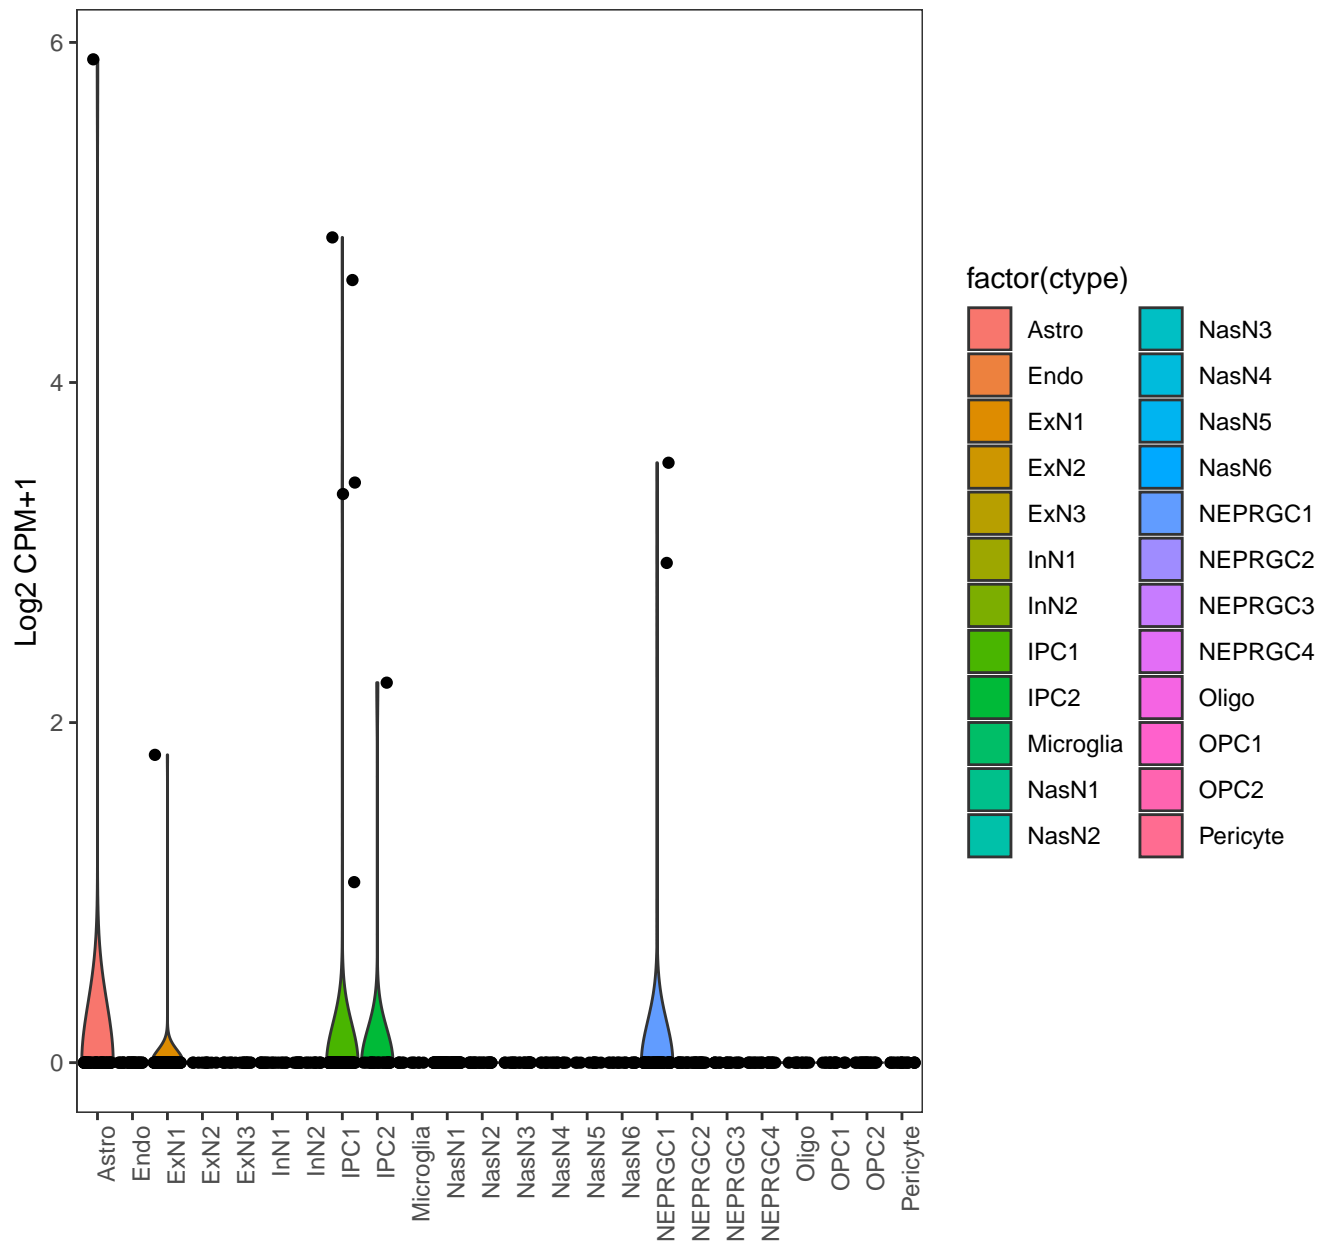 6
4
2
0
Log2 CPM+1
Astro
Endo
ExN1
ExN2
ExN3
InN1
InN2
IPC1
IPC2
Microglia
NasN1
NasN2
NasN3
NasN4
NasN5
NasN6
NEPRGC1
NEPRGC2
NEPRGC3
NEPRGC4
Oligo
OPC1
OPC2
Pericyte
factor(ctype)
Astro
Endo
ExN1
ExN2
ExN3
InN1
InN2
IPC1
IPC2
Microglia
NasN1
NasN2
NasN3
NasN4
NasN5
NasN6
NEPRGC1
NEPRGC2
NEPRGC3
NEPRGC4
Oligo
OPC1
OPC2
Pericyte